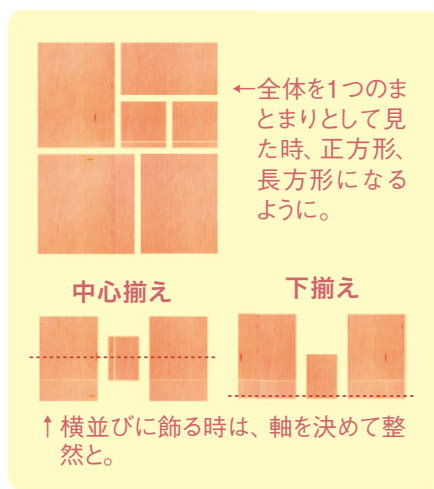 ←全体を1つのま
とまりとして見
た時、正方形、
長方形になる
ように。
中心揃え
下揃え
↑横並びに飾る時は、軸を決めて整
然と。